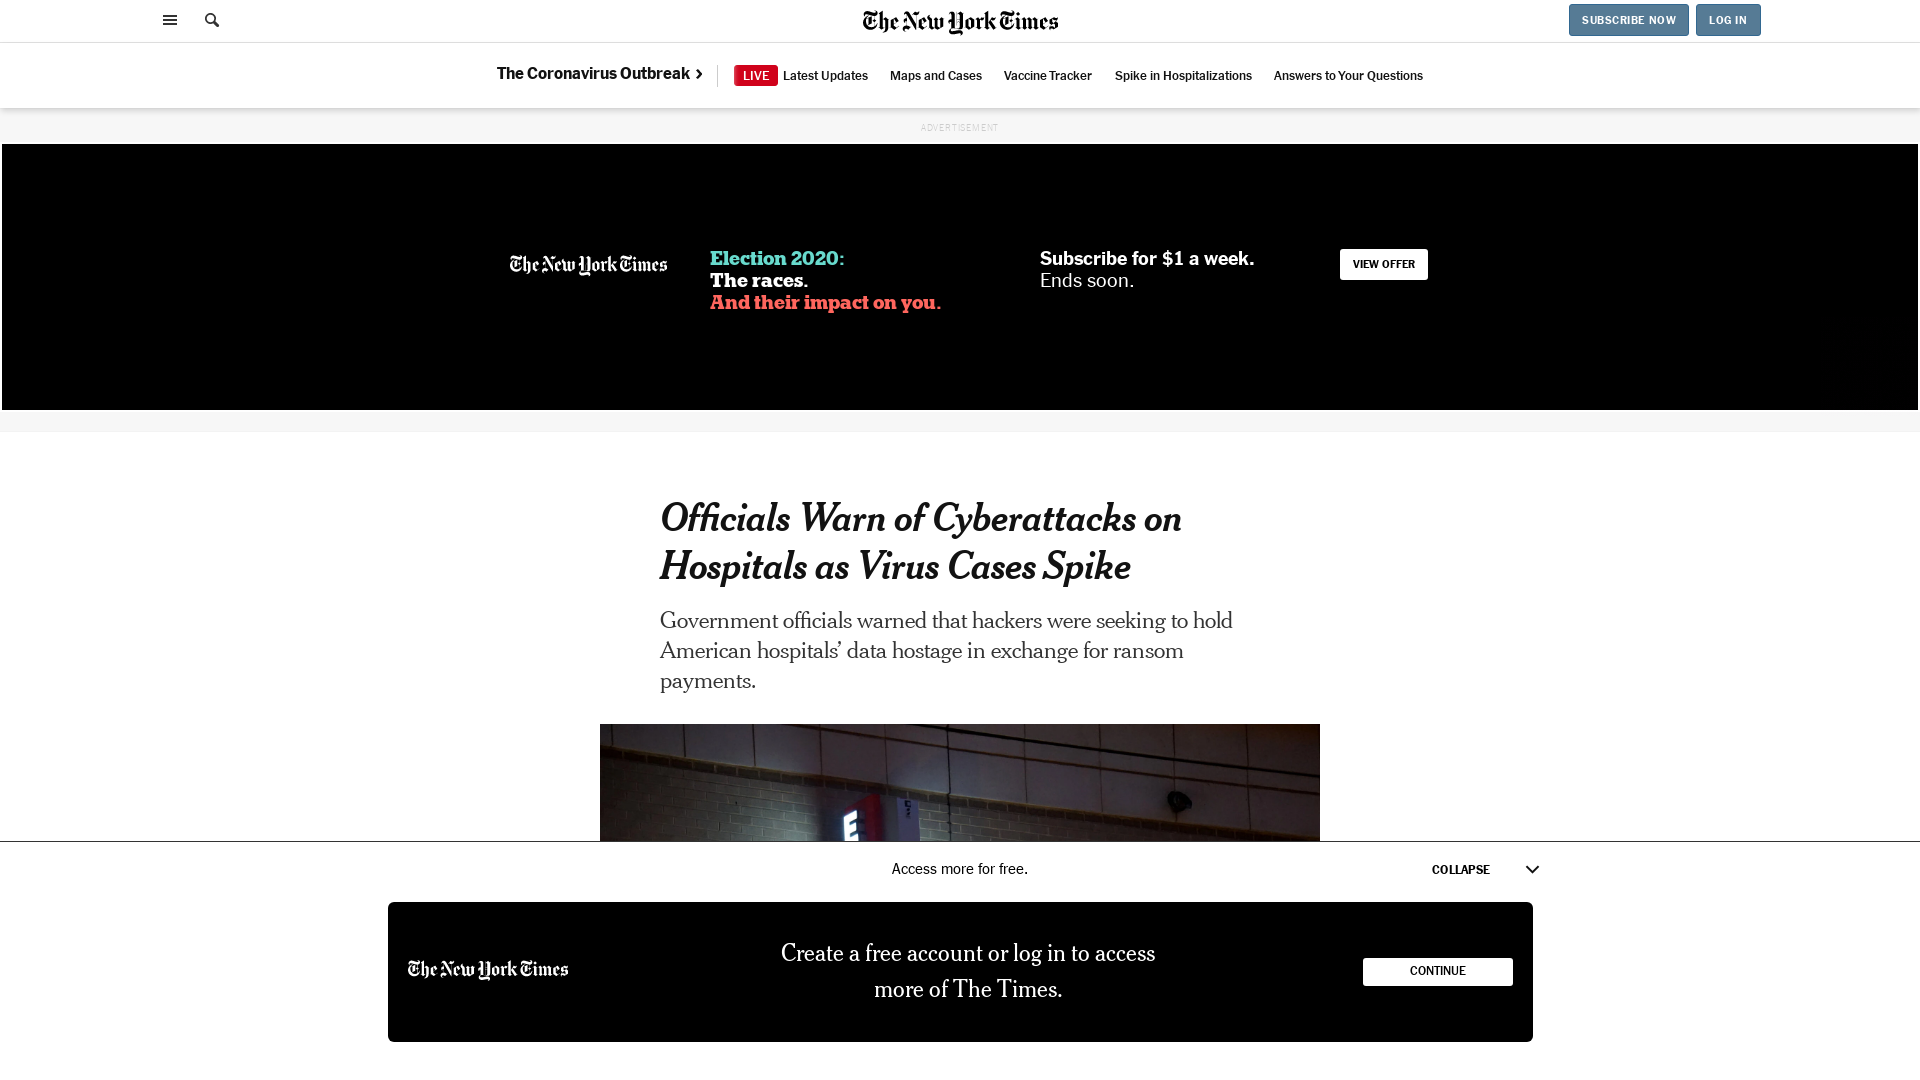 The New York Times
SUBSCRIBE NOW
LOG IN
The Coronavirus Outbreak
LIVE
Latest Updates
Maps and Cases
Vaccine Tracker
Spike in Hospitalizations
Answers to Your Questions
ADVERTISEMENT
The New York Times
Election 2020:
The races.
And their impact on you.
Subscribe for $1 a week.
Ends soon.
VIEW OFFER
Officials Warn of Cyberattacks on
Hospitals as Virus Cases Spike
Government officials warned that hackers were seeking to hold
American hospitals’ data hostage in exchange for ransom
payments.
E
Access more for free.
COLLAPSE
The New York Times
Create a free account or log in to access
more of The Times.
CONTINUE